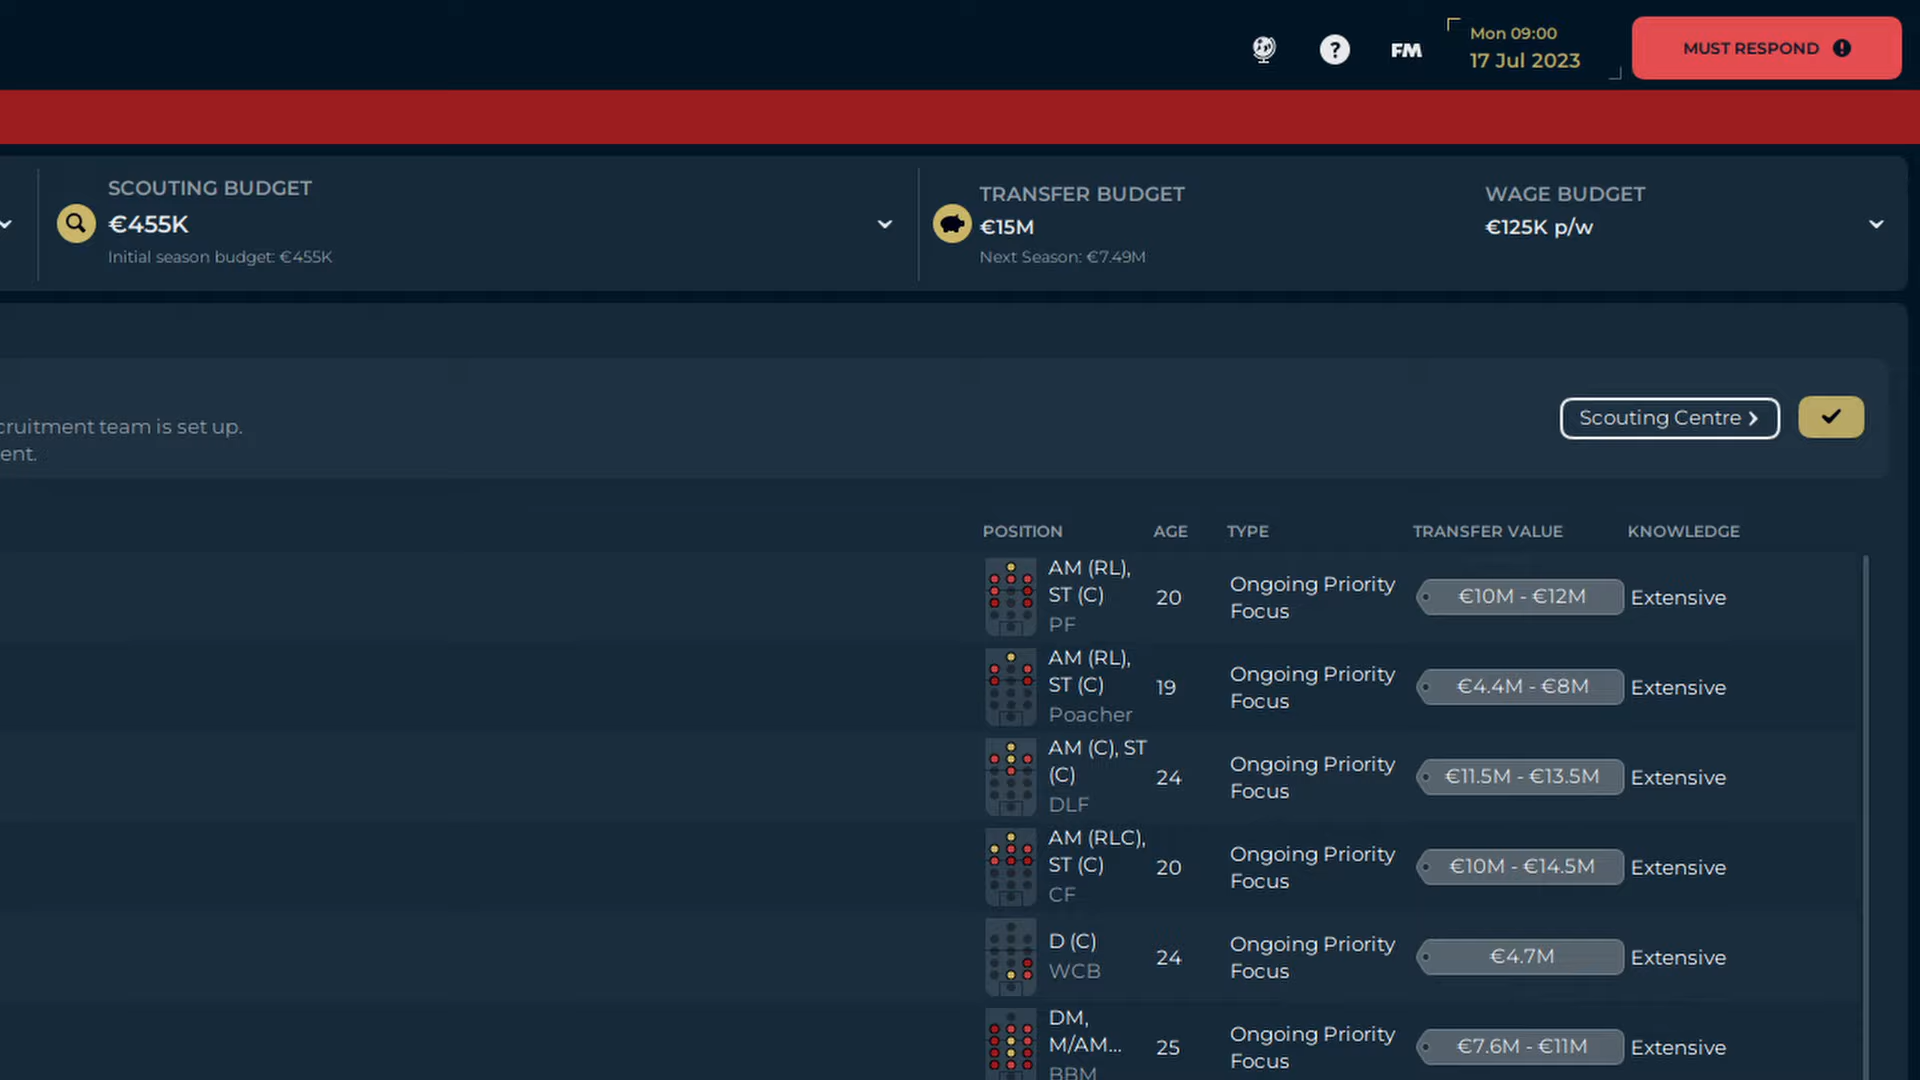 FM
Mon 09:00
17 Jul 2023
MUST RESPOND
SCOUTING BUDGET
€455K
Initial season budget: €455K
TRANSFER BUDGET
€15M
Next Season: €7.49M
WAGE BUDGET
€125K p/w
cruitment team is set up.
ent.
Scouting Centre
POSITION AGE TYPE TRANSFER VALUE KNOWLEDGE
AM (RL),
ST (C)
PF
20
Ongoing Priority
Focus
€10M - €12M
Extensive
AM (RL),
ST (C)
Poacher
19
Ongoing Priority
Focus
€4.4M - €8M
Extensive
AM (C), ST
(C)
DLF
24
Ongoing Priority
Focus
€11.5M - €13.5M
Extensive
AM (RLC),
ST (C)
CF
20
Ongoing Priority
Focus
€10M - €14.5M
Extensive
D (C)
WCB
24
Ongoing Priority
Focus
€4.7M
Extensive
DM,
M/AM...
BBM
25
Ongoing Priority
Focus
€7.6M - €11M
Extensive